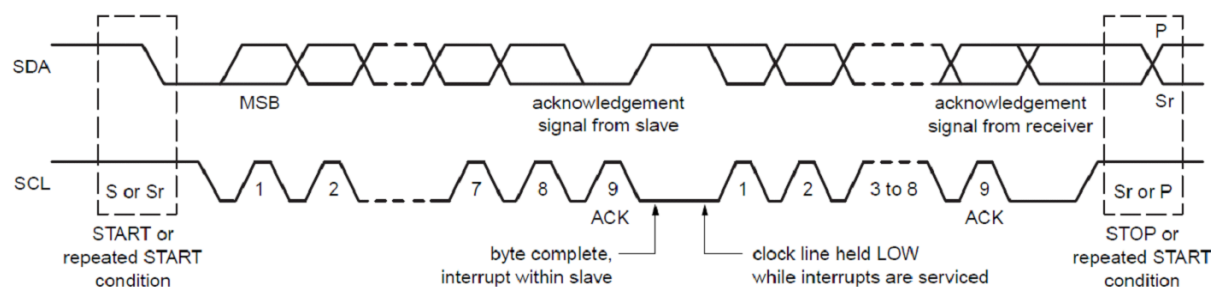 P
SDA
MSB
acknowledgement
signal from slave
acknowledgement
signal from receiver
Sr
SCL
S or Sr
1
2
7
8
9
1
2
3 to 8
9
Sr or P
ACK
ACK
START or
repeated START
condition
byte complete,
interrupt within slave
clock line held LOW
while interrupts are serviced
STOP or
repeated START
condition